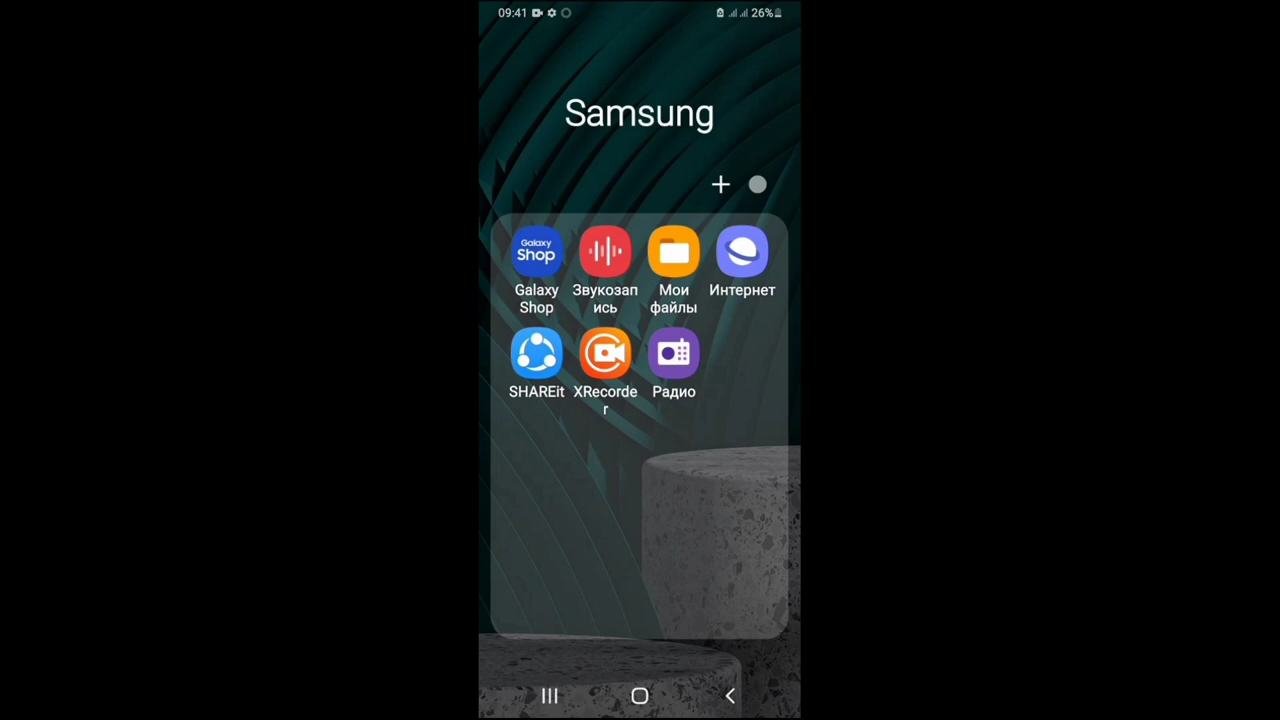 09:41 26%
Samsung
Galaxy
Shop
Galaxy Звукозап Мои Интернет
Shop ись файлы
SHAREit XRecorde Радио
r